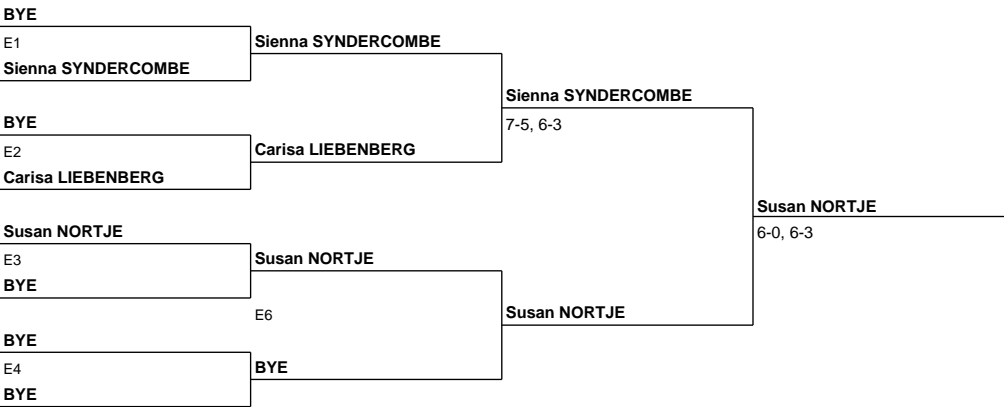 BYE
E1
Sienna SYNDERCOMBE
Sienna SYNDERCOMBE
Sienna SYNDERCOMBE
7-5, 6-3
BYE
E2
Carisa LIEBENBERG
Carisa LIEBENBERG
Susan NORTJE
6-0, 6-3
Susan NORTJE
E3
BYE
Susan NORTJE
E6
Susan NORTJE
BYE
E4
BYE
BYE